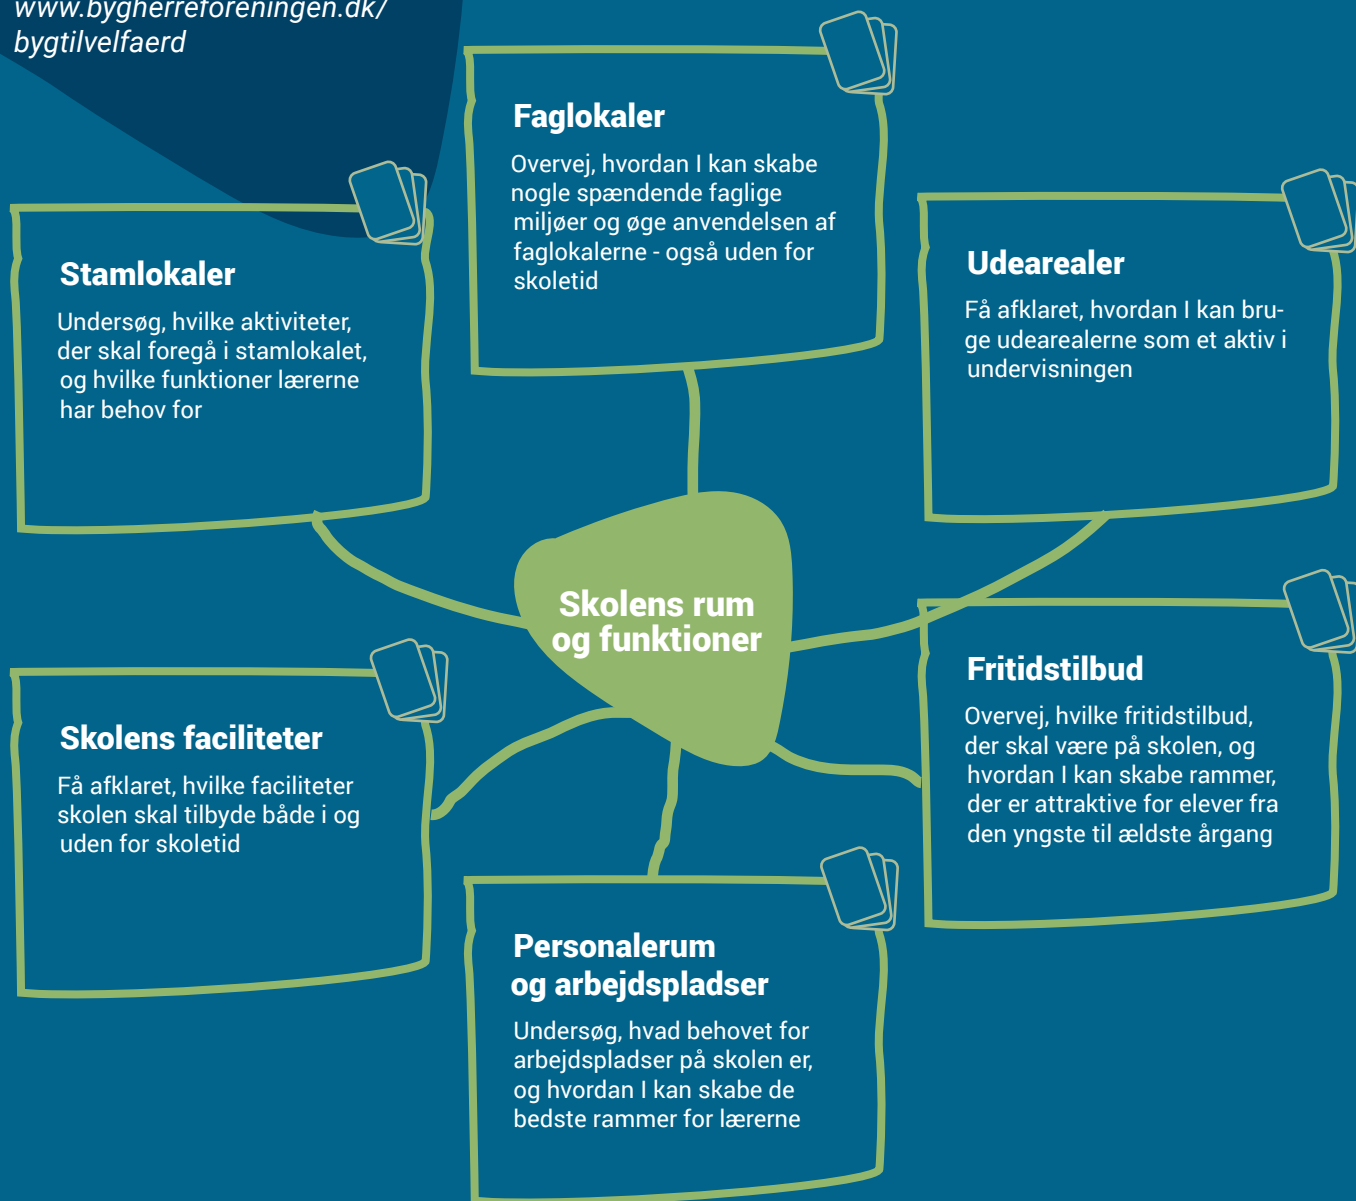 www.bygherreforeningen.dk/
bygtilvelfaerd
Faglokaler
Overvej, hvordan I kan skabe
nogle spændende faglige
miljøer og øge anvendelsen af
faglokalerne - også uden for
skoletid
Stamlokaler
Undersøg, hvilke aktiviteter,
der skal foregå i stamlokalet,
og hvilke funktioner lærerne
har behov for
Udearealer
Få afklaret, hvordan I kan bru-
ge udearealerne som et aktiv i
undervisningen
Skolens rum
og funktioner
Fritidstilbud
Overvej, hvilke fritidstilbud,
der skal være på skolen, og
hvordan I kan skabe rammer,
der er attraktive for elever fra
den yngste til ældste årgang
Skolens faciliteter
Få afklaret, hvilke faciliteter
skolen skal tilbyde både i og
uden for skoletid
Personalerum
og arbejdspladser
Undersøg, hvad behovet for
arbejdspladser på skolen er,
og hvordan I kan skabe de
bedste rammer for lærerne